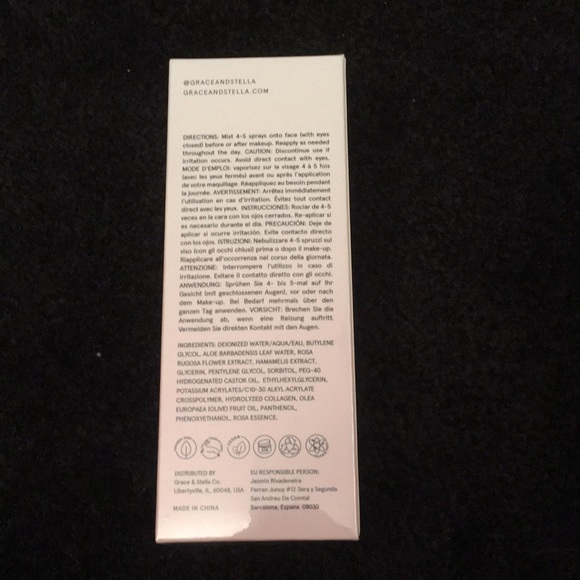 @GRACEANDSTELLA
GRACEANDSTELLA.COM
DIRECTIONS: Mist 4-5 sprays onto face (with eyes
closed) before or after makeup. Reapply as needed
throughout the day. CAUTION: Discontinue use if
irritation occurs. Avoid direct contact with eyes.
MODE D'EMPLOI: vaporisez sur le visage 4 à 5 fois
(avec les yeux fermés) avant ou après l'application
de votre maquillage. Réappliquez au besoin pendant
la journée. AVERTISSEMENT: Arrêtez immédiatement
l'utilisation en cas d'irritation. Évitez tout contact
direct avec les yeux. INSTRUCCIONES: Rociar de 4-5
veces en la cara con los ojos cerrados. Re-aplicar si
es necesario durante el día. PRECAUCIÓN: Deje de
aplicar si ocurre irritación. Evite contacto directo
con los ojos. ISTRUZIONI: Nebulizzare 4-5 spruzzi sul
viso (con gli occhi chiusi) prima o dopo il make-up.
Riapplicare all'occorrenza nel corso della giornata.
ATTENZIONE: Interrompere l'utilizzo in caso di
irritazione. Evitare il contatto diretto con gli occhi.
ANWENDUNG: Sprühen Sie 4- bis 5-mal auf Ihr
Gesicht (mit geschlossenen Augen), vor oder nach
dem Make-up. Bei Bedarf mehrmals über den
ganzen Tag anwenden. VORSICHT: Brechen Sie die
Anwendung ab, wenn eine Reizung auftritt.
Vermeiden Sie direkten Kontakt mit den Augen.
INGREDIENTS: DEIONIZED WATER/AQUA/EAU, BUTYLENE
GLYCOL, ALOE BARBADENSIS LEAF WATER, ROSA
RUGOSA FLOWER EXTRACT, HAMAMELIS EXTRACT,
GLYCERIN, PENTYLENE GLYCOL, SORBITOL, PEG-40
HYDROGENATED CASTOR OIL, ETHYLHEXYLGLYCERIN,
POTASSIUM ACRYLATES/C10-30 ALKYL ACRYLATE
CROSSPOLYMER, HYDROLYZED COLLAGEN, OLEA
EUROPAEA (OLIVE) FRUIT OIL, PANTHENOL,
PHENOXYETHANOL, ROSA ESSENCE.
VEGAN
DISTRIBUTED BY
Grace & Stella Co.
Libertyville, IL, 60048, USA
MADE IN CHINA
EU RESPONSIBLE PERSON:
Jazmin Rivadeneira
Ferran Junoy #12 5era y Segunda
San Andreu De Comtal
Barcelona, Espana 08030